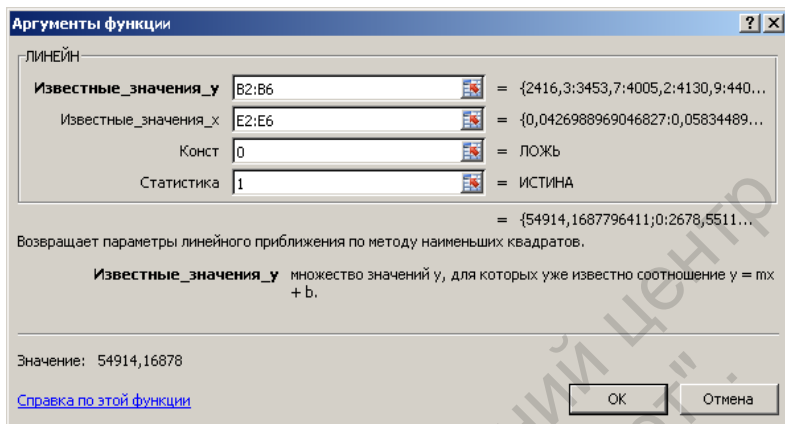 Аргументы функции
ЛИНЕЙН
Известные_значения_y B2:B6 = {2416,3:3453,7:4005,2:4130,9:440...
Известные_значения_x E2:E6 = {0,0426988969046827:0,05834489...
Конст 0 = ЛОЖЬ
Статистика 1 = ИСТИНА
= {54914,1687796411;0:2678,5511...
Возвращает параметры линейного приближения по методу наименьших квадратов.
Известные_значения_y множество значений y, для которых уже известно соотношение y = mx
+ b.
Значение: 54914,16878
Справка по этой функции
ОК Отмена
центр